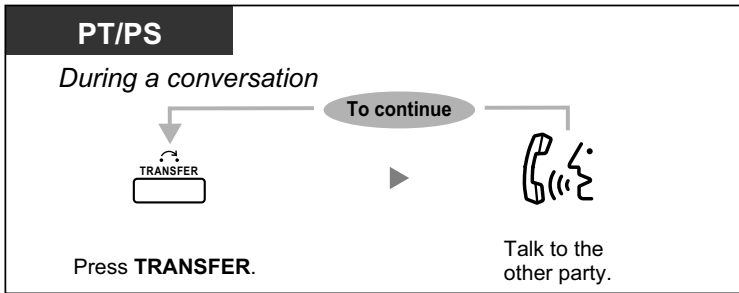 PT/PS
During a conversation
To continue
TRANSFER
Press TRANSFER.
Talk to the
other party.